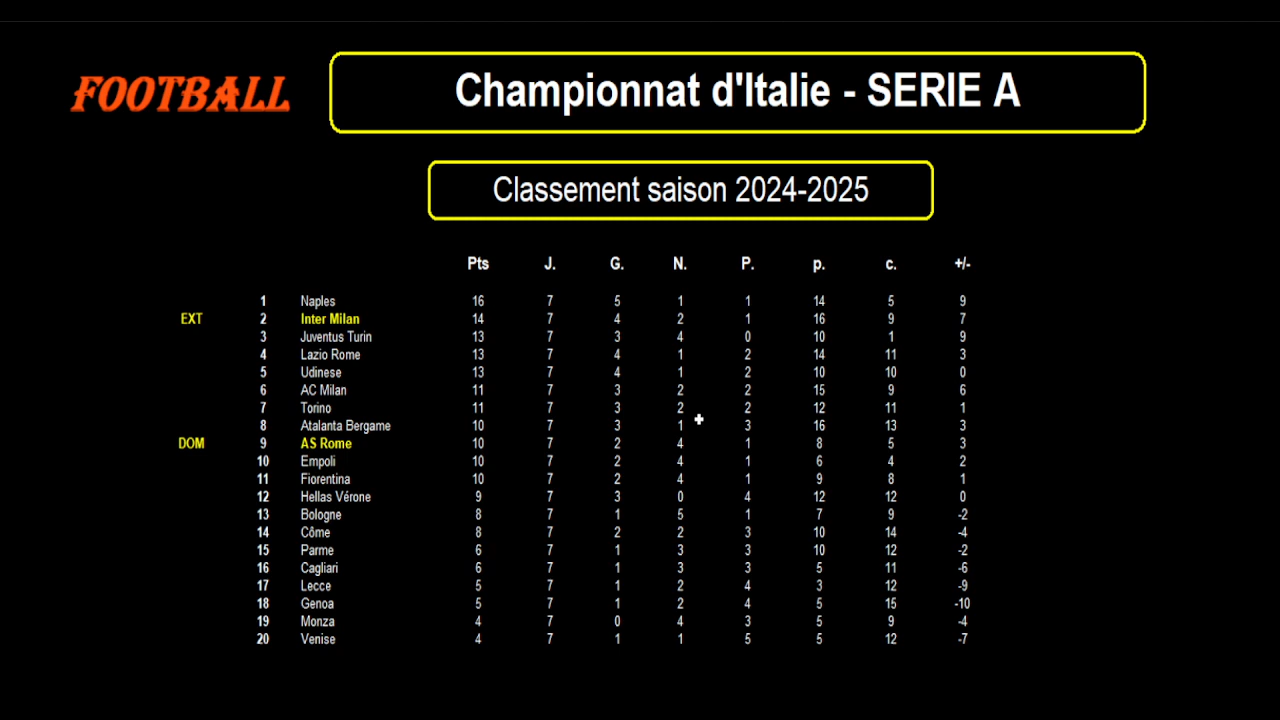 FOOTBALL
Championnat d'Italie - SERIE A
Classement saison 2024-2025
Pts J. G. N. P. p. c. +/-
1 Naples 16 7 5 1 1 14 5 9
EXT 2 Inter Milan 14 7 4 2 1 16 9 7
3 Juventus Turin 13 7 3 4 0 10 1 9
4 Lazio Rome 13 7 4 1 2 14 11 3
5 Udinese 13 7 4 1 2 10 10 0
6 AC Milan 11 7 3 2 2 15 9 6
7 Torino 11 7 3 2 2 12 11 1
8 Atalanta Bergame 10 7 3 1 3 16 13 3
DOM 9 AS Rome 10 7 2 4 1 8 5 3
10 Empoli 10 7 2 4 1 6 4 2
11 Fiorentina 10 7 2 4 1 9 8 1
12 Hellas Vérone 9 7 3 0 4 12 12 0
13 Bologne 8 7 1 5 1 7 9 -2
14 Côme 8 7 2 2 3 10 14 -4
15 Parme 6 7 1 3 3 10 12 -2
16 Cagliari 6 7 1 3 3 5 11 -6
17 Lecce 5 7 1 2 4 3 12 -9
18 Genoa 5 7 1 2 4 5 15 -10
19 Monza 4 7 0 4 3 5 9 -4
20 Venise 4 7 1 1 5 5 12 -7